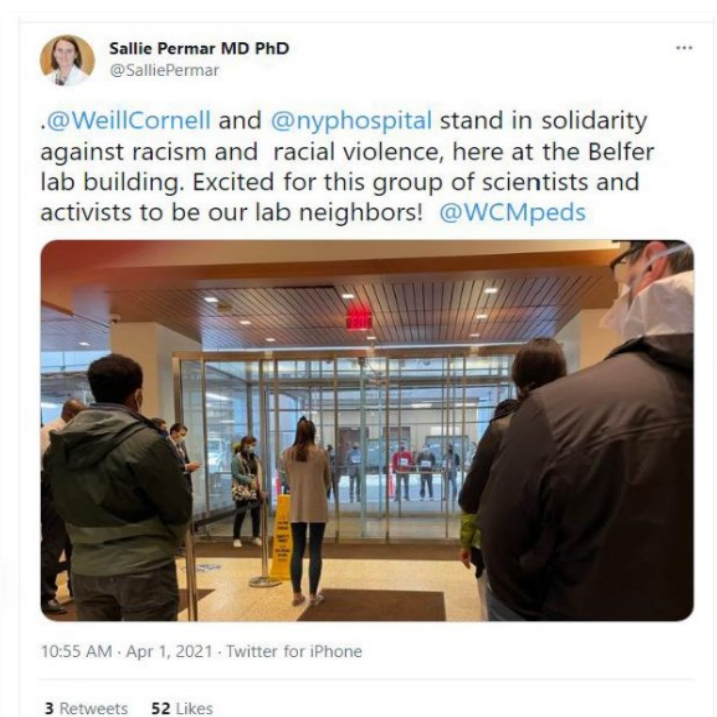 Sallie Permar MD PhD
@SalliePermar
.@WeillCornell and @nyphospital stand in solidarity
against racism and  racial violence, here at the Belfer
lab building. Excited for this group of scientists and
activists to be our lab neighbors!  @WCMpeds
10:55 AM · Apr 1, 2021 · Twitter for iPhone
3 Retweets 52 Likes